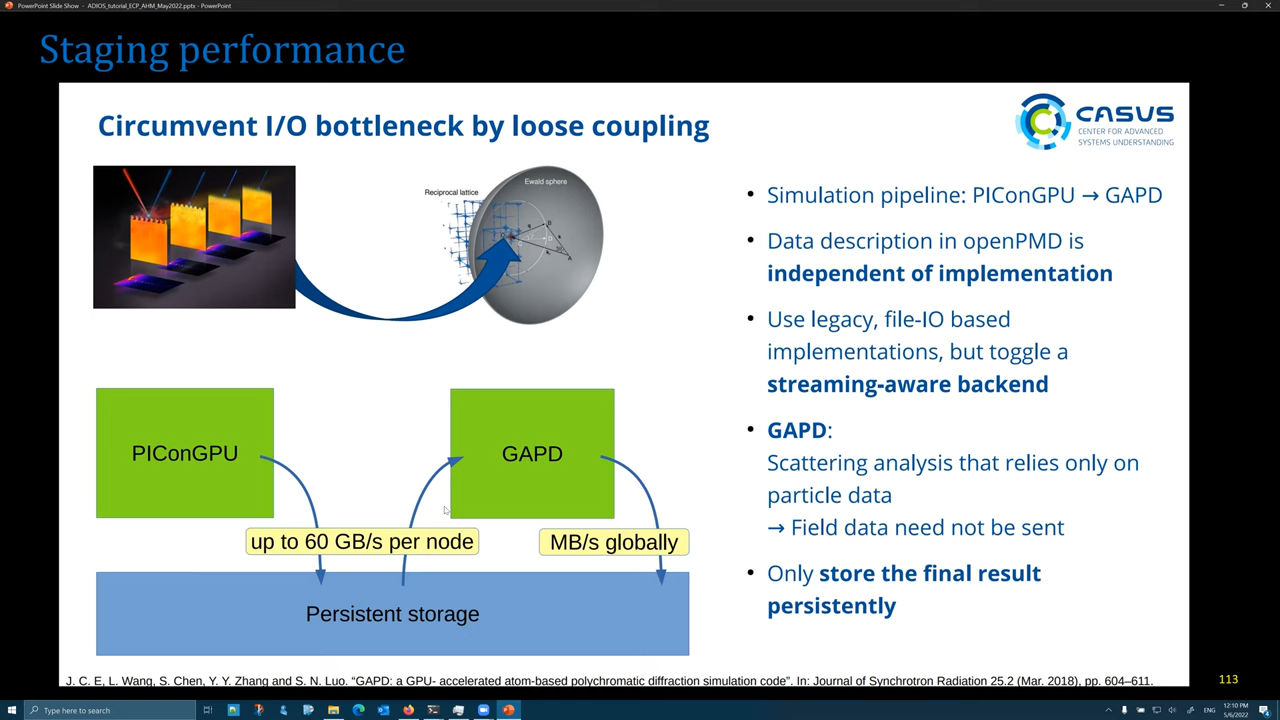 PowerPoint Slide Show - ADIOS_tutorial_ECP_AHM_May2022.pptx - PowerPoint
Staging performance
Circumvent I/O bottleneck by loose coupling
CASUS
CENTER FOR ADVANCED
SYSTEMS UNDERSTANDING
Reciprocal lattice
Ewald sphere
• Simulation pipeline: PIConGPU → GAPD
• Data description in openPMD is
independent of implementation
• Use legacy, file-IO based
implementations, but toggle a
streaming-aware backend
• GAPD:
Scattering analysis that relies only on
particle data
→ Field data need not be sent
• Only store the final result
persistently
PIConGPU
GAPD
up to 60 GB/s per node
MB/s globally
Persistent storage
J. C. E, L. Wang, S. Chen, Y. Y. Zhang and S. N. Luo. “GAPD: a GPU- accelerated atom-based polychromatic diffraction simulation code”. In: Journal of Synchrotron Radiation 25.2 (Mar. 2018), pp. 604–611.
113
Type here to search
ENG
12:10 PM
5/6/2022